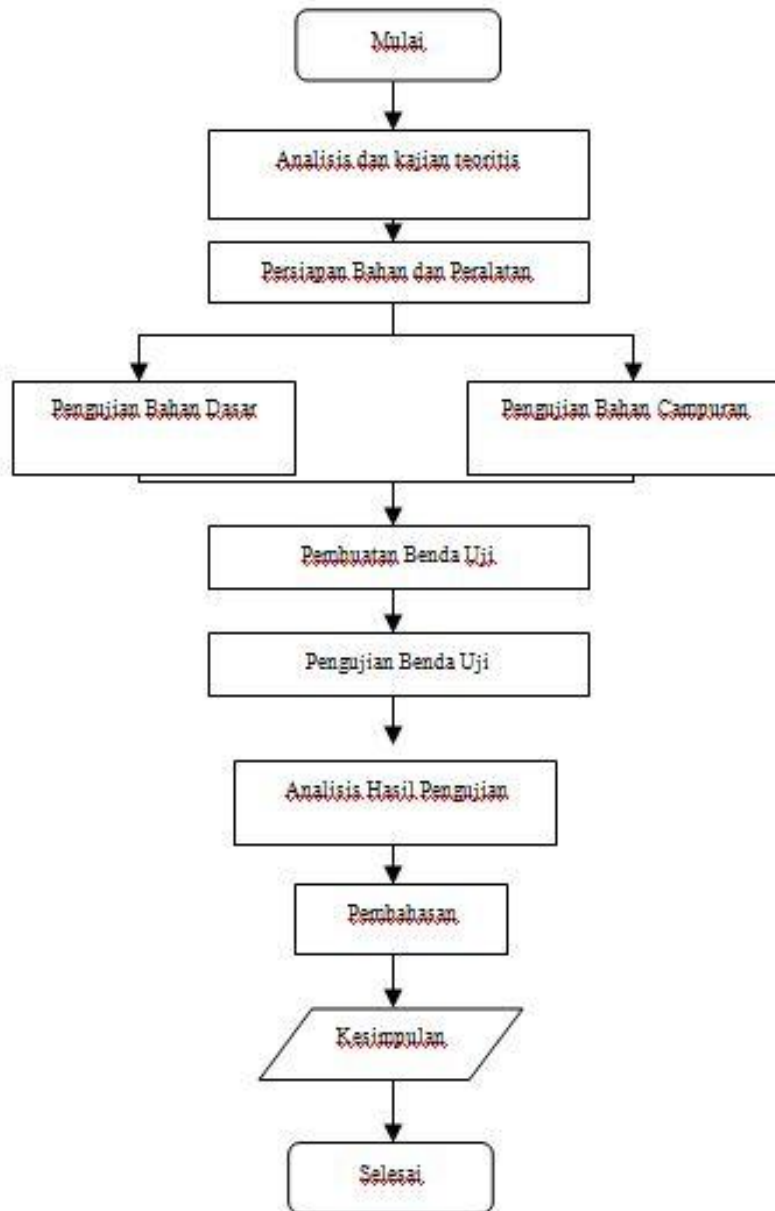 Mulai
Analisis dan kajian teoritis
Persiapan Bahan dan Peralatan
Pengujian Bahan Dasar
Pengujian Bahan Campuran
Pembuatan Benda Uji
Pengujian Benda Uji
Analisis Hasil Pengujian
Pembahasan
Kesimpulan
Selesai